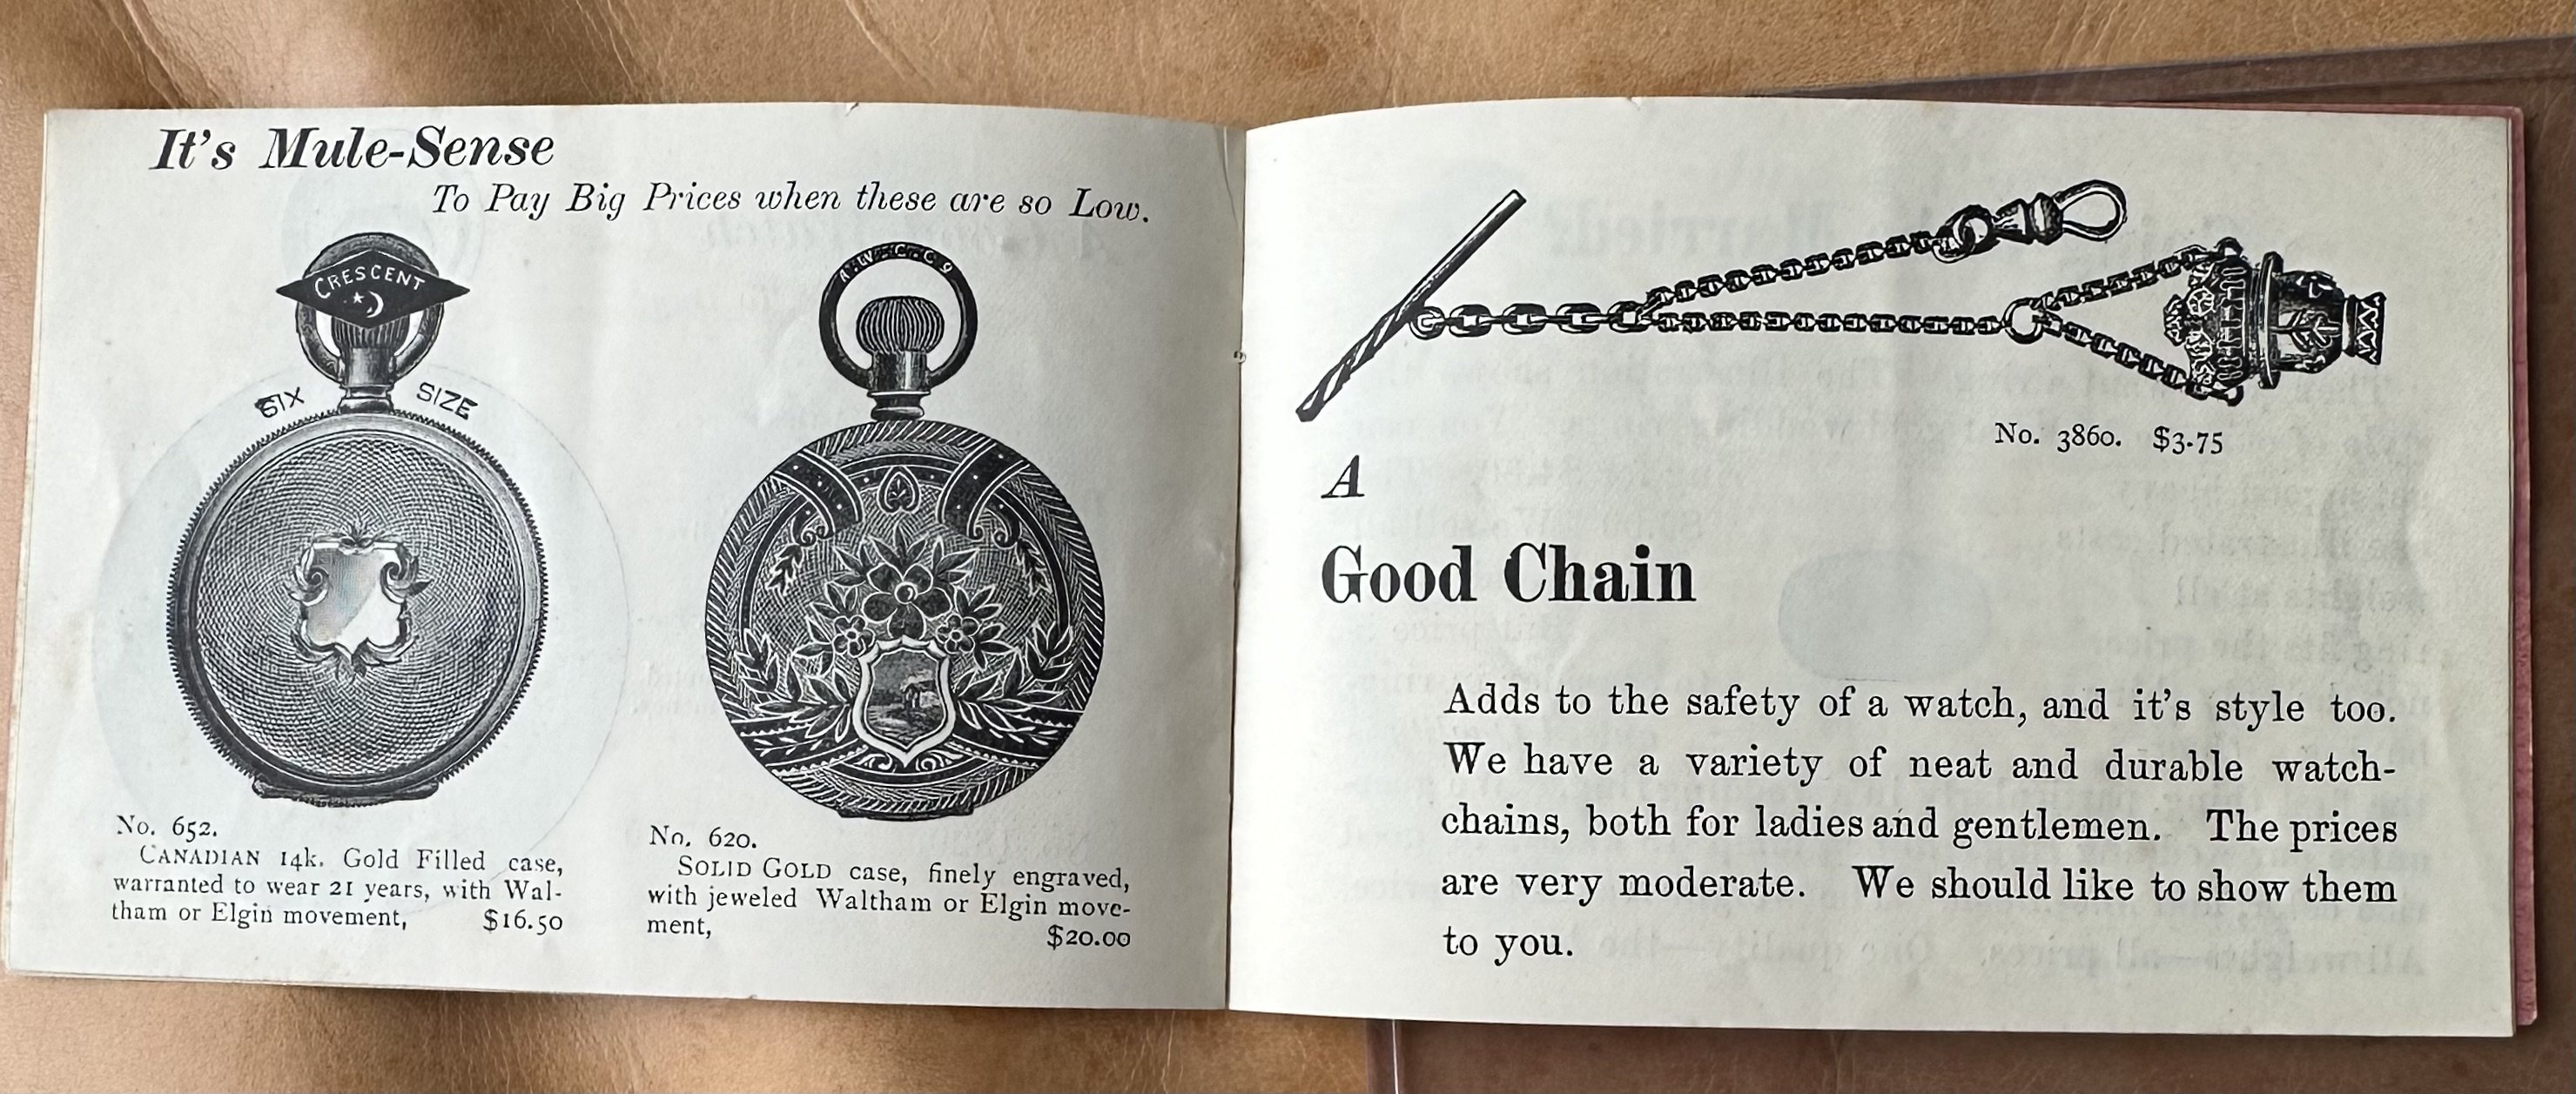 It's Mule-Sense
To Pay Big Prices when these are so Low.
CRESCENT
SIX SIZE
A.W.C.C9
No. 652.
CANADIAN 14k. Gold Filled case,
warranted to wear 21 years, with Wal-
tham or Elgin movement, $16.50
No. 620.
SOLID GOLD case, finely engraved,
with jeweled Waltham or Elgin move-
ment,
$20.00
No. 3860. $3.75
A
Good Chain
Adds to the safety of a watch, and it's style too.
We have a variety of neat and durable watch-
chains, both for ladies and gentlemen. The prices
are very moderate. We should like to show them
to you.